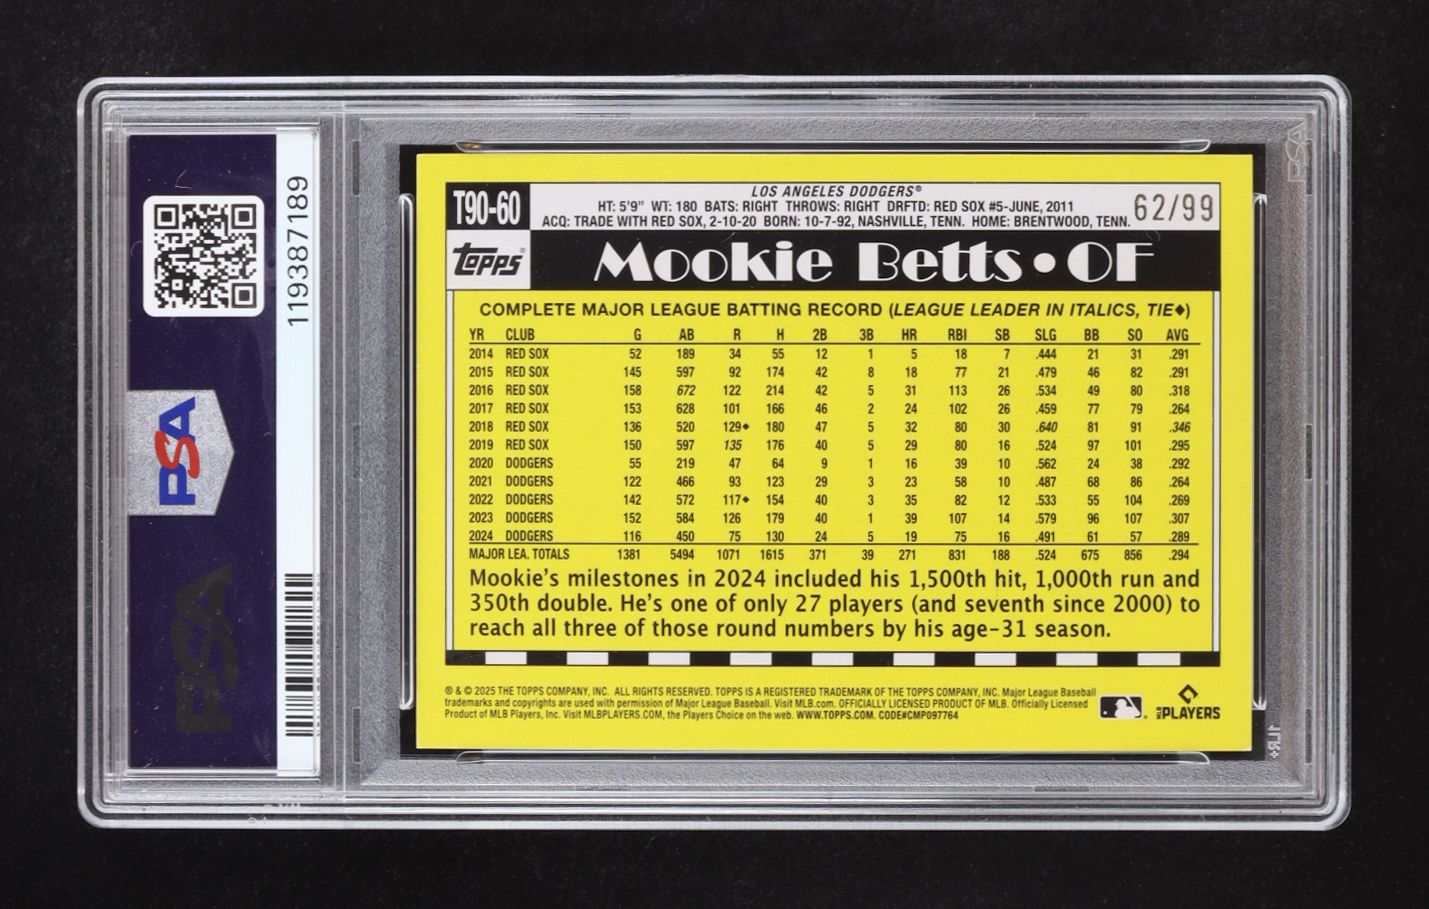 119387189
PSA
PSA
T90-60
LOS ANGELES DODGERS®
HT: 5'9" WT: 180 BATS: RIGHT THROWS: RIGHT DRFTD: RED SOX #5-JUNE, 2011
ACQ: TRADE WITH RED SOX, 2-10-20 BORN: 10-7-92, NASHVILLE, TENN. HOME: BRENTWOOD, TENN.
62/99
Topps®
Mookie Betts • OF
COMPLETE MAJOR LEAGUE BATTING RECORD (LEAGUE LEADER IN ITALICS, TIE◆)
YR CLUB G AB R H 2B 3B HR RBI SB SLG BB SO AVG
2014 RED SOX 52 189 34 55 12 1 5 18 7 .444 21 31 .291
2015 RED SOX 145 597 92 174 42 8 18 77 21 .479 46 82 .291
2016 RED SOX 158 672 122 214 42 5 31 113 26 .534 49 80 .318
2017 RED SOX 153 628 101 166 46 2 24 102 26 .459 77 79 .264
2018 RED SOX 136 520 129◆ 180 47 5 32 80 30 .640 81 91 .346
2019 RED SOX 150 597 135 176 40 5 29 80 16 .524 97 101 .295
2020 DODGERS 55 219 47 64 9 1 16 39 10 .562 24 38 .292
2021 DODGERS 122 466 93 123 29 3 23 58 10 .487 68 86 .264
2022 DODGERS 142 572 117◆ 154 40 3 35 82 12 .533 55 104 .269
2023 DODGERS 152 584 126 179 40 1 39 107 14 .579 96 107 .307
2024 DODGERS 116 450 75 130 24 5 19 75 16 .491 61 57 .289
MAJOR LEA. TOTALS 1381 5494 1071 1615 371 39 271 831 188 .524 675 856 .294
Mookie's milestones in 2024 included his 1,500th hit, 1,000th run and
350th double. He's one of only 27 players (and seventh since 2000) to
reach all three of those round numbers by his age-31 season.
® & © 2025 THE TOPPS COMPANY, INC. ALL RIGHTS RESERVED. TOPPS IS A REGISTERED TRADEMARK OF THE TOPPS COMPANY, INC. Major League Baseball
trademarks and copyrights are used with permission of Major League Baseball. Visit MLB.com. OFFICIALLY LICENSED PRODUCT OF MLB. Officially Licensed
Product of MLB Players, Inc. Visit MLBPLAYERS.COM, the Players Choice on the web. WWW.TOPPS.COM. CODE#CMP097764
MLB PLAYERS
PSA